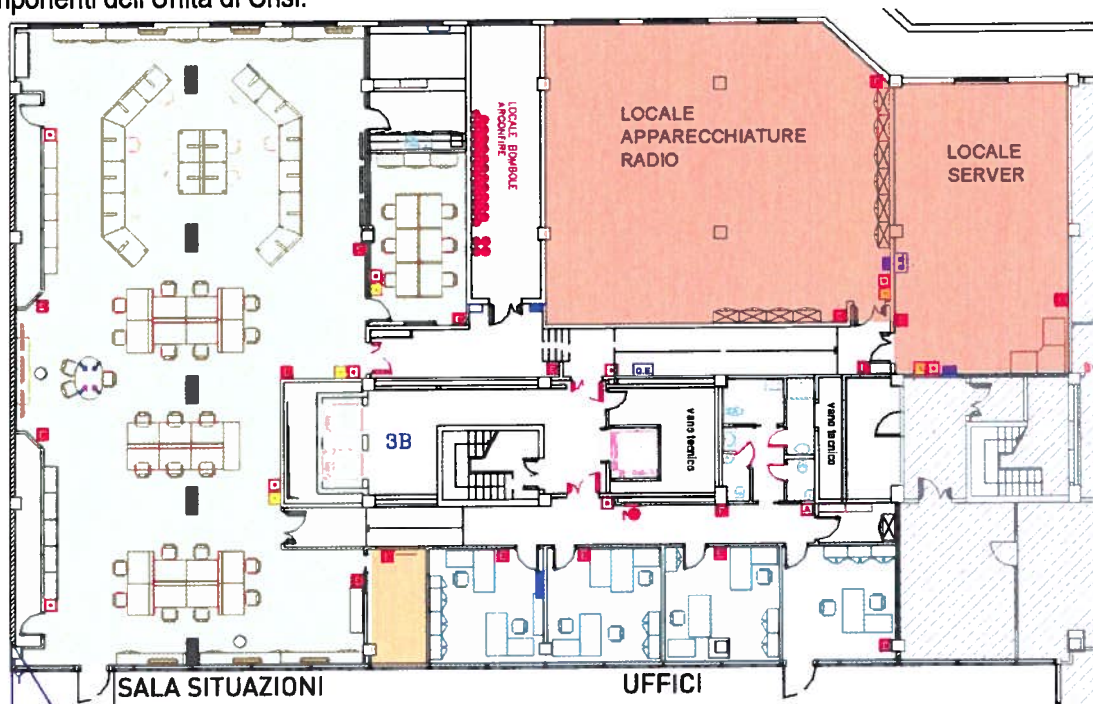 mponenti dell'Unità di Crisi.
LOCALE BOMBOLE
ARGONFIRE
LOCALE
APPARECCHIATURE
RADIO
LOCALE
SERVER
Q.E.
3B
vano tecnico
vano tecnico
SALA SITUAZIONI
UFFICI